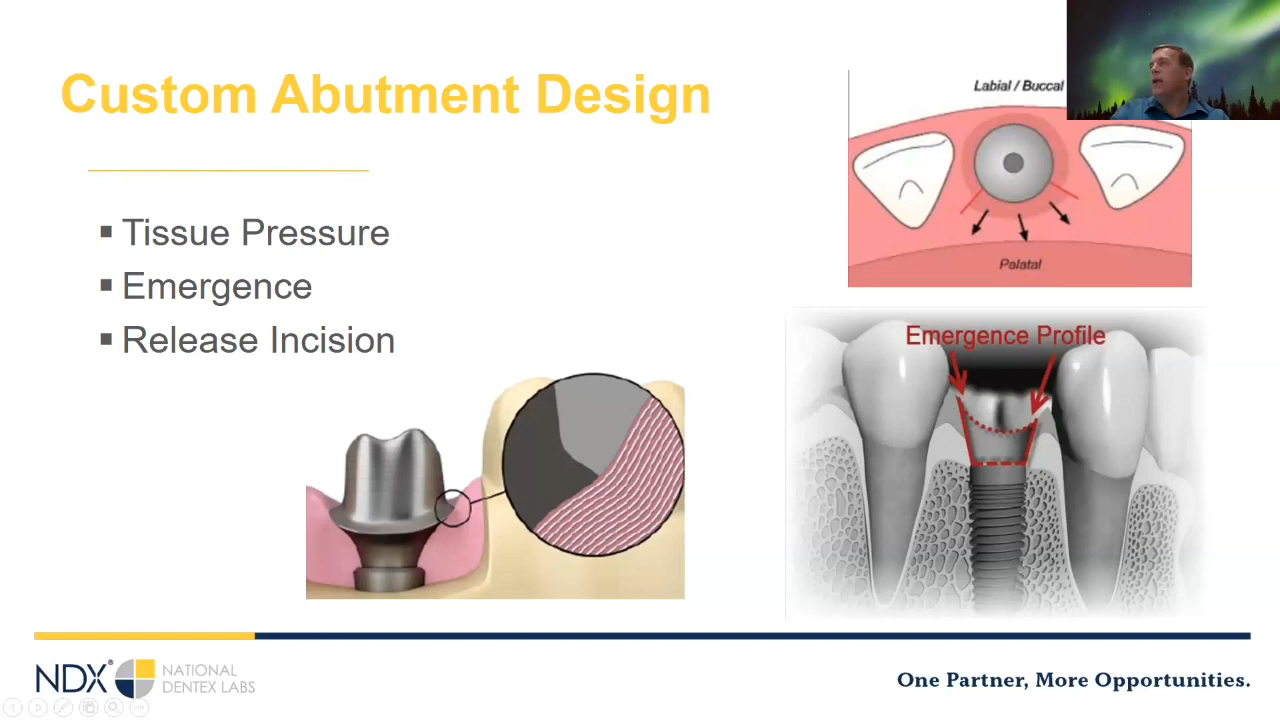 Custom Abutment Design
Tissue Pressure
Emergence
Release Incision
Labial / Buccal
Palatal
Emergence Profile
NDX®
NATIONAL
DENTEX LABS
One Partner, More Opportunities.